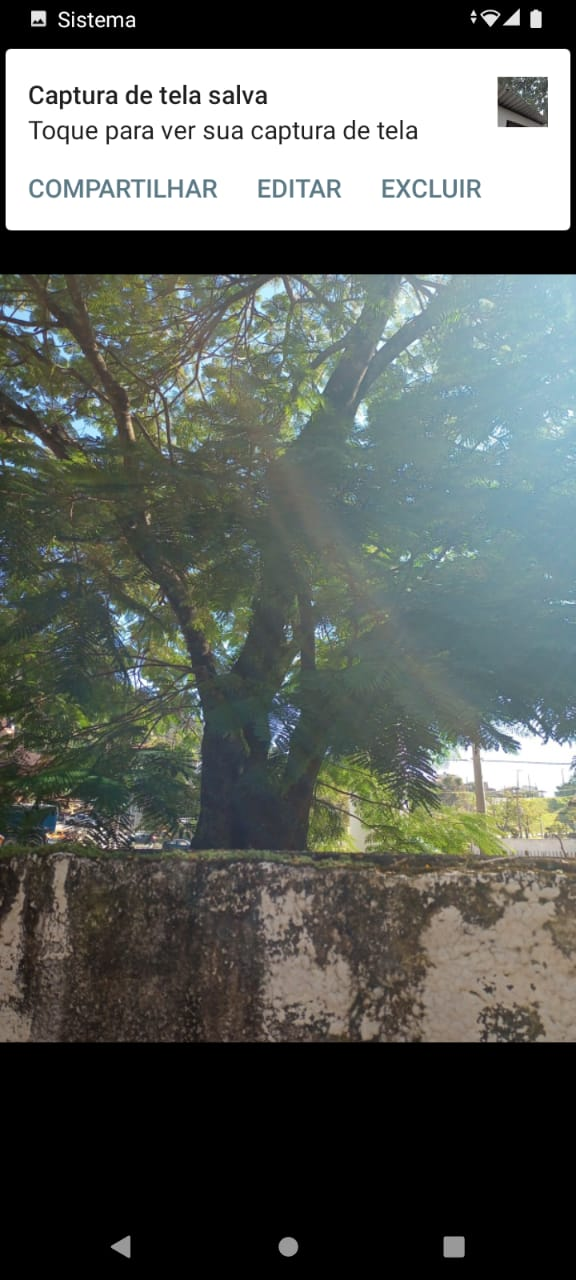 Sistema
Captura de tela salva
Toque para ver sua captura de tela
COMPARTILHAR EDITAR EXCLUIR